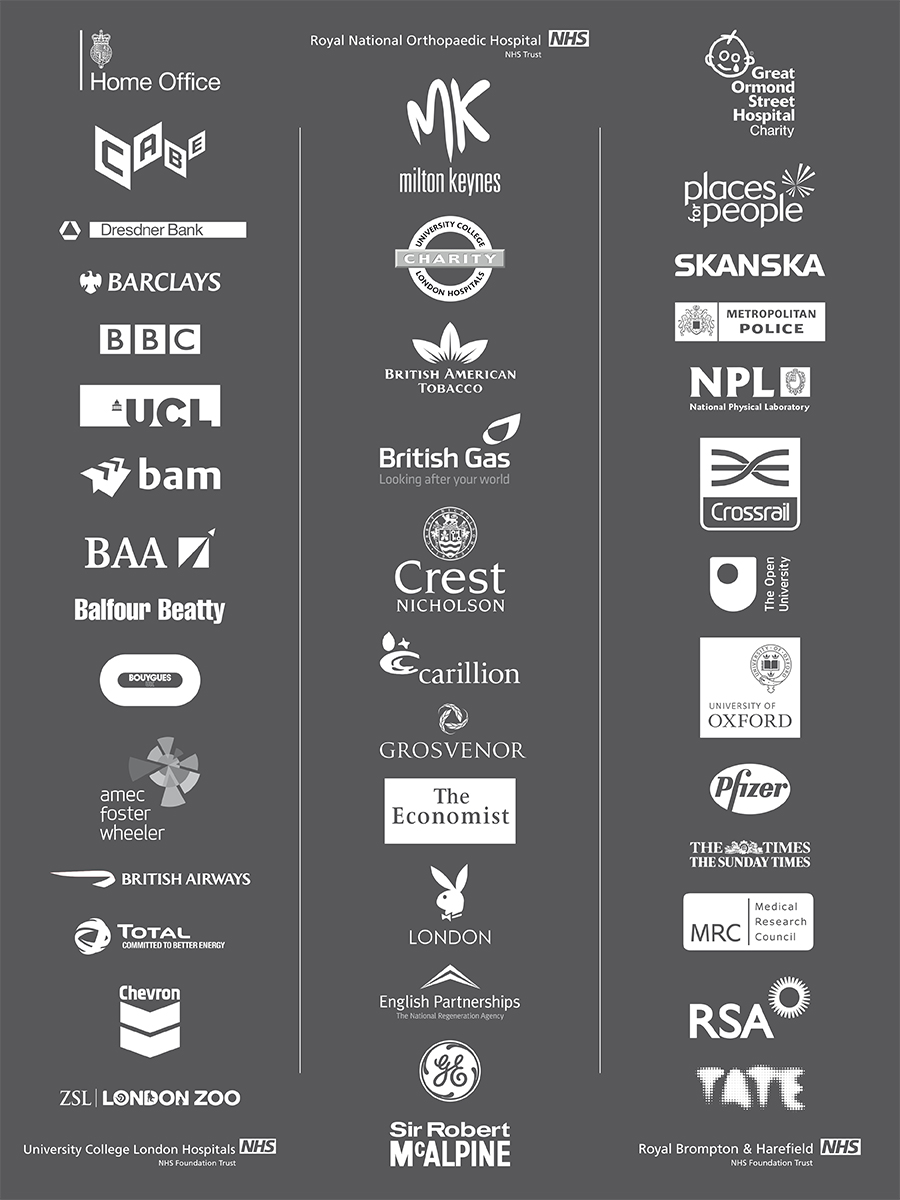 Home Office
CABE
Dresdner Bank
BARCLAYS
BBC
UCL
bam
BAA
Balfour Beatty
BOUYGUES
amec
foster
wheeler
BRITISH AIRWAYS
TOTAL
COMMITTED TO BETTER ENERGY
Chevron
ZSL | LONDON ZOO
University College London Hospitals NHS
NHS Foundation Trust
Royal National Orthopaedic Hospital NHS
NHS Trust
MK
milton keynes
UNIVERSITY COLLEGE
CHARITY
LONDON HOSPITALS
BRITISH AMERICAN
TOBACCO
British Gas
Looking after your world
Crest
NICHOLSON
carillion
GROSVENOR
The
Economist
LONDON
English Partnerships
The National Regeneration Agency
GE
Sir Robert
McALPINE
Great
Ormond
Street
Hospital
Charity
places
for people
SKANSKA
METROPOLITAN
POLICE
NPL
National Physical Laboratory
Crossrail
The Open
University
UNIVERSITY OF OXFORD
UNIVERSITY OF
OXFORD
Pfizer
THE TIMES
THE SUNDAY TIMES
MRC
Medical
Research
Council
RSA
TATE
Royal Brompton & Harefield NHS
NHS Foundation Trust